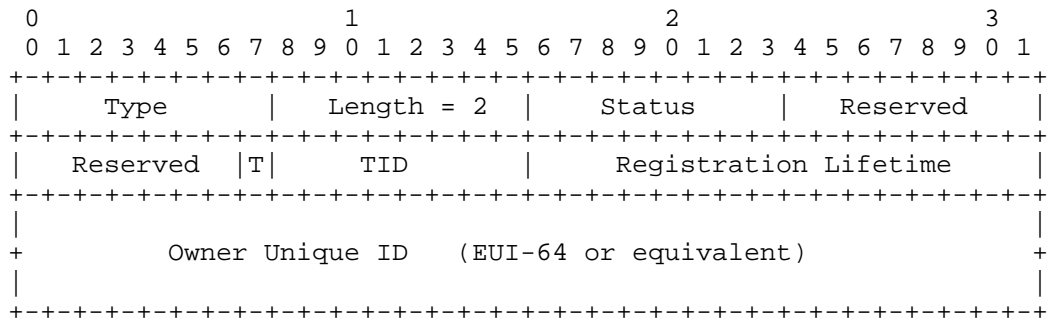 0                   1                   2                   3
 0 1 2 3 4 5 6 7 8 9 0 1 2 3 4 5 6 7 8 9 0 1 2 3 4 5 6 7 8 9 0 1
+-+-+-+-+-+-+-+-+-+-+-+-+-+-+-+-+-+-+-+-+-+-+-+-+-+-+-+-+-+-+-+-+
|     Type      |   Length = 2  |    Status     |   Reserved    |
+-+-+-+-+-+-+-+-+-+-+-+-+-+-+-+-+-+-+-+-+-+-+-+-+-+-+-+-+-+-+-+-+
|   Reserved  |T|     TID       |     Registration Lifetime     |
+-+-+-+-+-+-+-+-+-+-+-+-+-+-+-+-+-+-+-+-+-+-+-+-+-+-+-+-+-+-+-+-+
|                                                               |
+         Owner Unique ID   (EUI-64 or equivalent)              +
|                                                               |
+-+-+-+-+-+-+-+-+-+-+-+-+-+-+-+-+-+-+-+-+-+-+-+-+-+-+-+-+-+-+-+-+